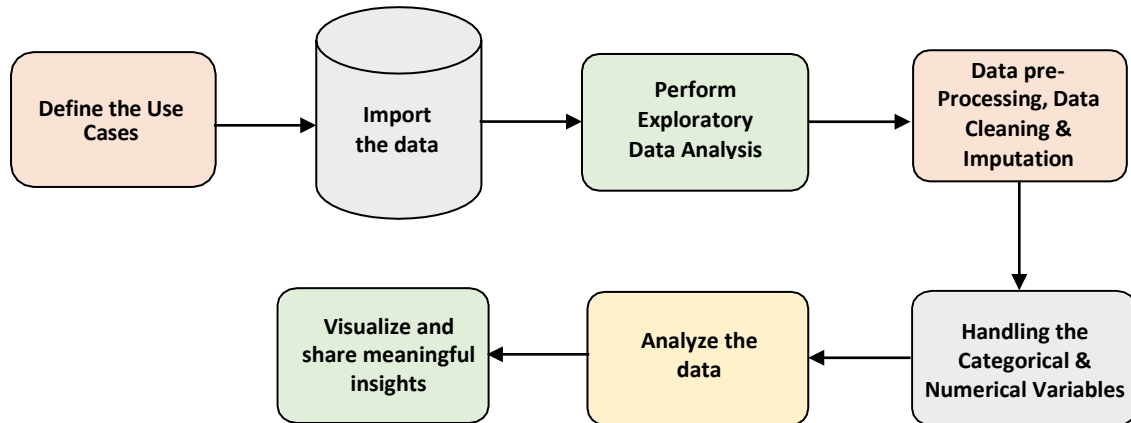 Define the Use
Cases
Import
the data
Perform
Exploratory
Data Analysis
Data pre-
Processing, Data
Cleaning &
Imputation
Handling the
Categorical &
Numerical Variables
Analyze the
data
Visualize and
share meaningful
insights